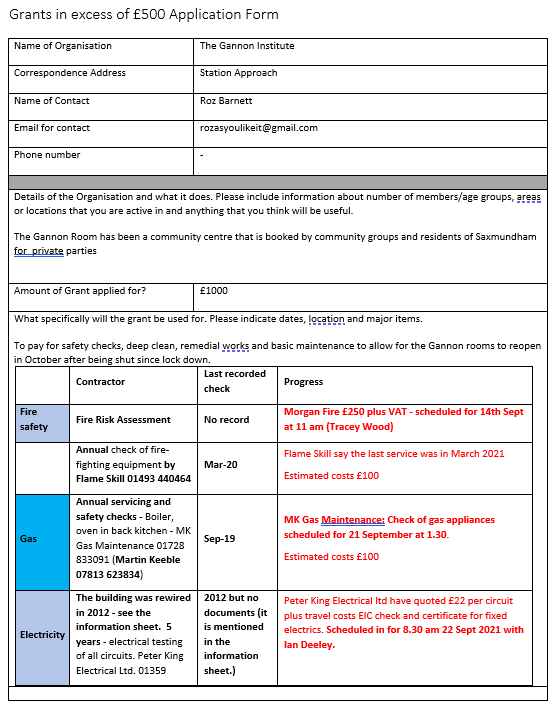 Grants in excess of £500 Application Form
Name of Organisation
The Gannon Institute
Correspondence Address
Station Approach
Name of Contact
Roz Barnett
Email for contact
rozasyoulikeit@gmail.com
Phone number
-
Details of the Organisation and what it does. Please include information about number of members/age groups, areas
or locations that you are active in and anything that you think will be useful.
The Gannon Room has been a community centre that is booked by community groups and residents of Saxmundham
for private parties
Amount of Grant applied for?
£1000
What specifically will the grant be used for. Please indicate dates, location and major items.
To pay for safety checks, deep clean, remedial works and basic maintenance to allow for the Gannon rooms to reopen
in October after being shut since lock down.
Contractor
Last recorded
check
Progress
Fire
safety
Fire Risk Assessment
No record
Morgan Fire £250 plus VAT - scheduled for 14th Sept
at 11 am (Tracey Wood)
Annual check of fire-
fighting equipment by
Flame Skill 01493 440464
Mar-20
Flame Skill say the last service was in March 2021
Estimated costs £100
Gas
Annual servicing and
safety checks - Boiler,
oven in back kitchen - MK
Gas Maintenance 01728
833091 (Martin Keeble
07813 623834)
Sep-19
MK Gas Maintenance: Check of gas appliances
scheduled for 21 September at 1.30.
Estimated costs £100
Electricity
The building was rewired
in 2012 - see the
information sheet. 5
years - electrical testing
of all circuits. Peter King
Electrical Ltd. 01359
2012 but no
documents (it
is mentioned
in the
information
sheet.)
Peter King Electrical ltd have quoted £22 per circuit
plus travel costs EIC check and certificate for fixed
electrics. Scheduled in for 8.30 am 22 Sept 2021 with
Ian Deeley.